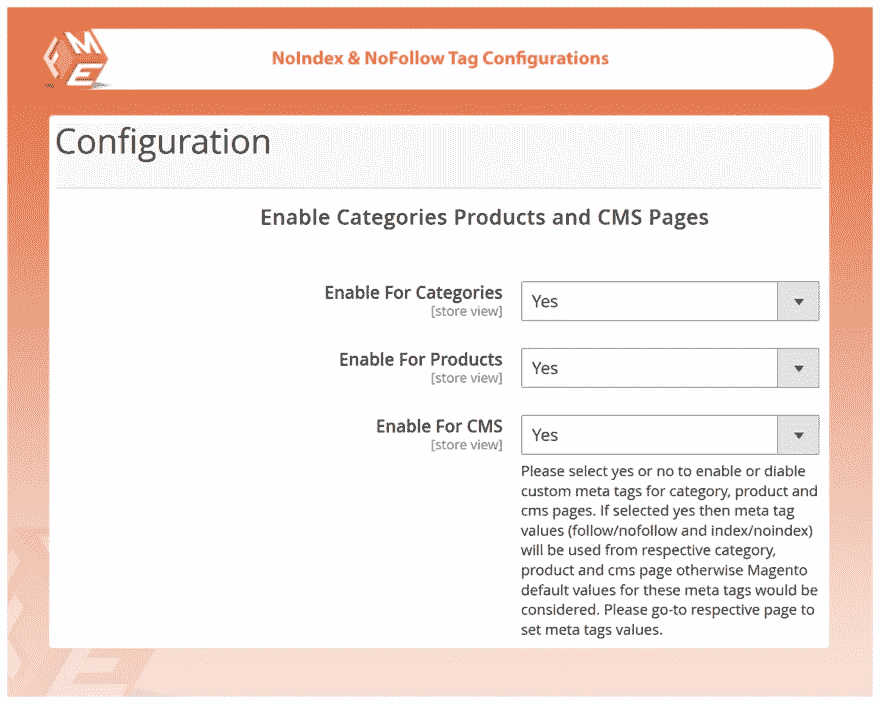 FME
NoIndex & NoFollow Tag Configurations
Configuration
Enable Categories Products and CMS Pages
Enable For Categories
[store view]
Yes
Enable For Products
[store view]
Yes
Enable For CMS
[store view]
Yes
Please select yes or no to enable or diable
custom meta tags for category, product and
cms pages. If selected yes then meta tag
values (follow/nofollow and index/noindex)
will be used from respective category,
product and cms page otherwise Magento
default values for these meta tags would be
considered. Please go-to respective page to
set meta tags values.